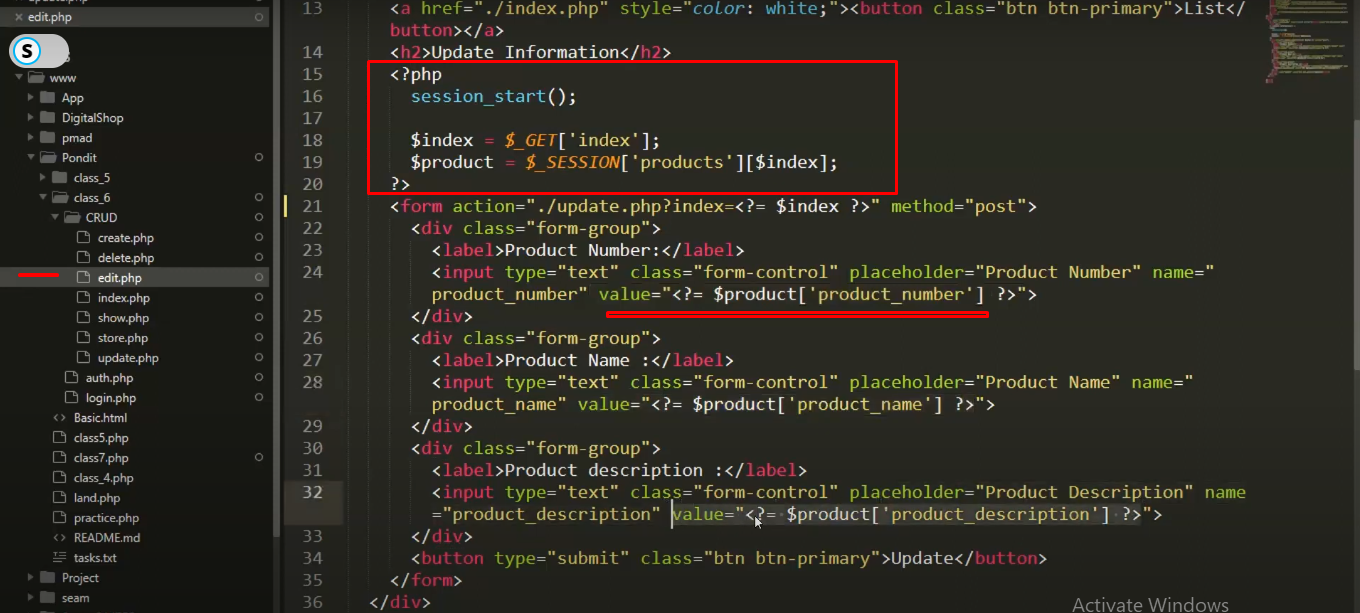 edit.php
S
www
App
DigitalShop
pmad
Pondit
class_5
class_6
CRUD
create.php
delete.php
edit.php
index.php
show.php
store.php
update.php
auth.php
login.php
Basic.html
class5.php
class7.php
class_4.php
land.php
practice.php
README.md
tasks.txt
Project
seam
13 <a href="./index.php" style="color: white;"><button class="btn btn-primary">List</
button></a>
14 <h2>Update Information</h2>
15 <?php
16 session_start();
17
18 $index = $_GET['index'];
19 $product = $_SESSION['products'][$index];
20 ?>
21 <form action="./update.php?index=<?= $index ?>" method="post">
22 <div class="form-group">
23 <label>Product Number:</label>
24 <input type="text" class="form-control" placeholder="Product Number" name="
product_number" value="<?= $product['product_number'] ?>">
25 </div>
26 <div class="form-group">
27 <label>Product Name :</label>
28 <input type="text" class="form-control" placeholder="Product Name" name="
product_name" value="<?= $product['product_name'] ?>">
29 </div>
30 <div class="form-group">
31 <label>Product description :</label>
32 <input type="text" class="form-control" placeholder="Product Description" name
="product_description" value="<?= $product['product_description'] ?>">
33 </div>
34 <button type="submit" class="btn btn-primary">Update</button>
35 </form>
36 </div>
Activate Windows